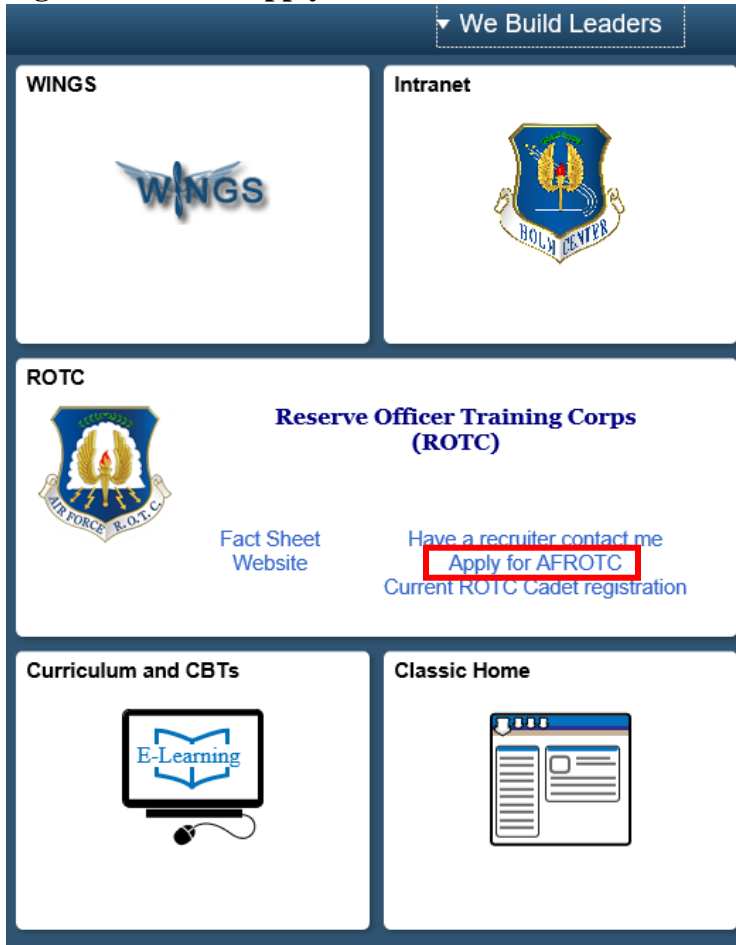 We Build Leaders
WINGS
Intranet
WINGS
HOLM CENTER
ROTC
Reserve Officer Training Corps
(ROTC)
AIR FORCE R.O.T.C.
Fact Sheet
Have a recruiter contact me
Website
Apply for AFROTC
Current ROTC Cadet registration
Curriculum and CBTs
Classic Home
E-Learning